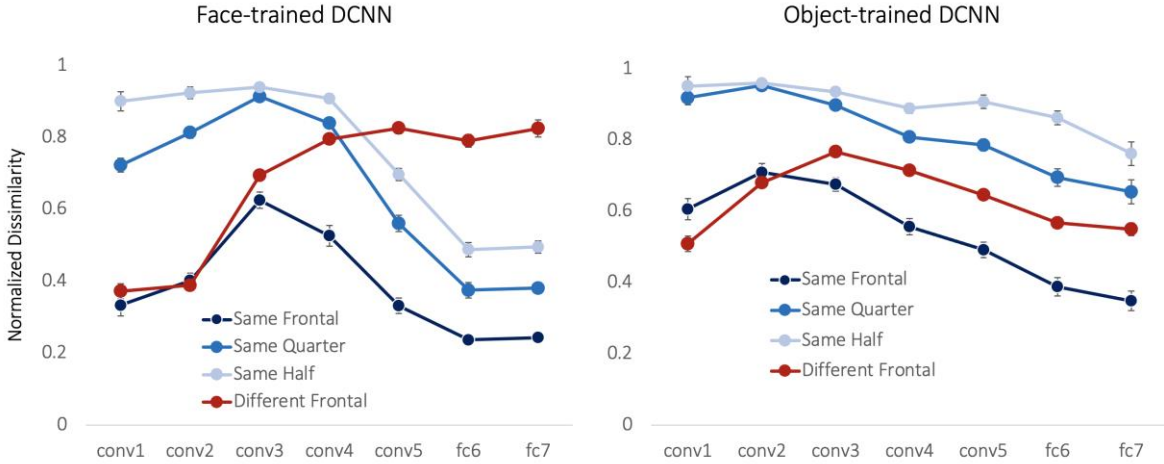 Face-trained DCNN
Normalized Dissimilarity
1
0.8
0.6
0.4
0.2
0
Same Frontal
Same Quarter
Same Half
Different Frontal
conv1 conv2 conv3 conv4 conv5 fc6 fc7
Object-trained DCNN
1
0.8
0.6
0.4
0.2
0
Same Frontal
Same Quarter
Same Half
Different Frontal
conv1 conv2 conv3 conv4 conv5 fc6 fc7